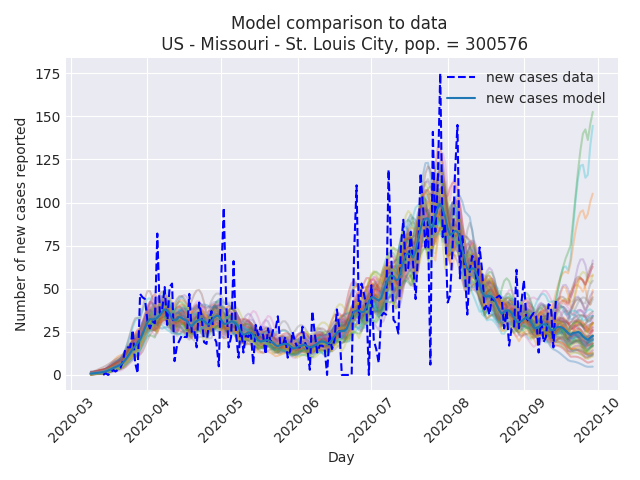 Model comparison to data
US - Missouri - St. Louis City, pop. = 300576
new cases data
new cases model
Number of new cases reported
175
150
125
100
75
50
25
0
2020-03
2020-04
2020-05
2020-06
2020-07
2020-08
2020-09
2020-10
Day